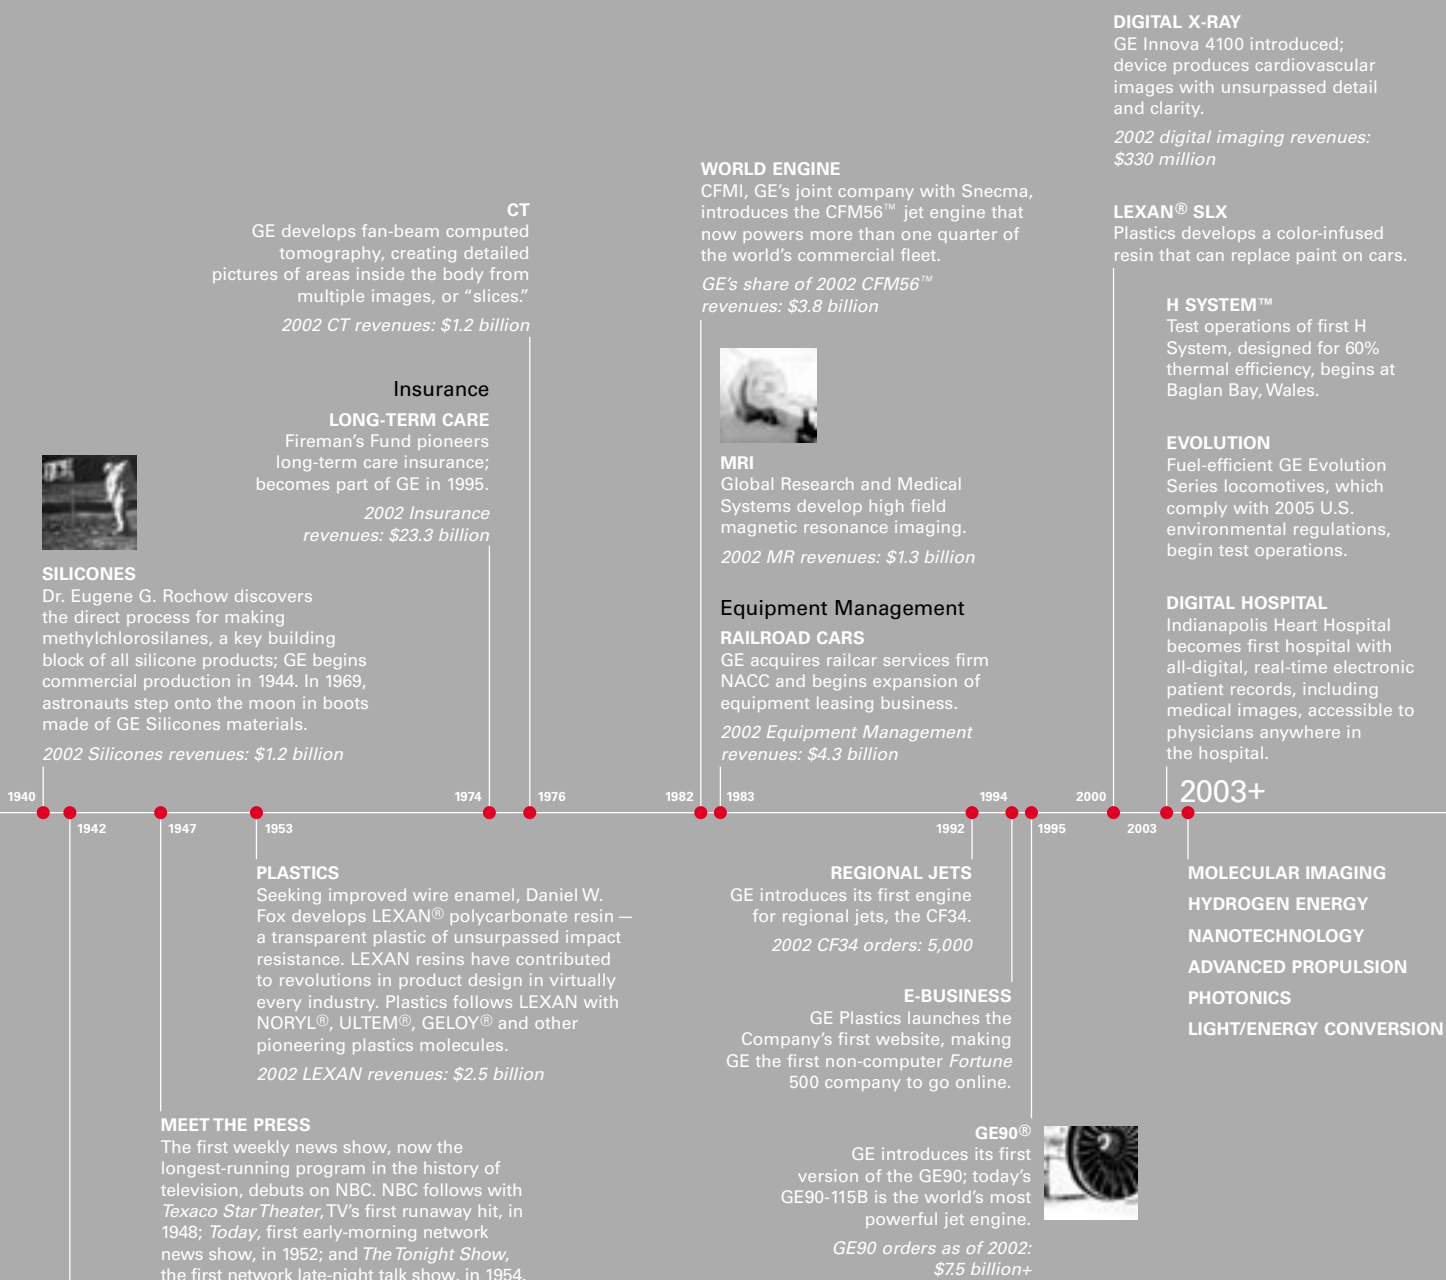 DIGITAL X-RAY
GE Innova 4100 introduced;
device produces cardiovascular
images with unsurpassed detail
and clarity.
2002 digital imaging revenues:
$330 million
LEXAN® SLX
Plastics develops a color-infused
resin that can replace paint on cars.
WORLD ENGINE
CFMI, GE’s joint company with Snecma,
introduces the CFM56™ jet engine that
now powers more than one quarter of
the world’s commercial fleet.
GE’s share of 2002 CFM56™
revenues: $3.8 billion
CT
GE develops fan-beam computed
tomography, creating detailed
pictures of areas inside the body from
multiple images, or “slices.”
2002 CT revenues: $1.2 billion
Insurance
LONG-TERM CARE
Fireman’s Fund pioneers
long-term care insurance;
becomes part of GE in 1995.
2002 Insurance
revenues: $23.3 billion
SILICONES
Dr. Eugene G. Rochow discovers
the direct process for making
methylchlorosilanes, a key building
block of all silicone products; GE begins
commercial production in 1944. In 1969,
astronauts step onto the moon in boots
made of GE Silicones materials.
2002 Silicones revenues: $1.2 billion
MRI
Global Research and Medical
Systems develop high field
magnetic resonance imaging.
2002 MR revenues: $1.3 billion
Equipment Management
RAILROAD CARS
GE acquires railcar services firm
NACC and begins expansion of
equipment leasing business.
2002 Equipment Management
revenues: $4.3 billion
H SYSTEM™
Test operations of first H
System, designed for 60%
thermal efficiency, begins at
Baglan Bay, Wales.
EVOLUTION
Fuel-efficient GE Evolution
Series locomotives, which
comply with 2005 U.S.
environmental regulations,
begin test operations.
DIGITAL HOSPITAL
Indianapolis Heart Hospital
becomes first hospital with
all-digital, real-time electronic
patient records, including
medical images, accessible to
physicians anywhere in
the hospital.
1940
1974
1976
1982
1983
1994
2000
2003+
1942
1947
1953
1992
1995
2003
PLASTICS
Seeking improved wire enamel, Daniel W.
Fox develops LEXAN® polycarbonate resin —
a transparent plastic of unsurpassed impact
resistance. LEXAN resins have contributed
to revolutions in product design in virtually
every industry. Plastics follows LEXAN with
NORYL®, ULTEM®, GELOY® and other
pioneering plastics molecules.
2002 LEXAN revenues: $2.5 billion
MEET THE PRESS
The first weekly news show, now the
longest-running program in the history of
television, debuts on NBC. NBC follows with
Texaco Star Theater, TV’s first runaway hit, in
1948; Today, first early-morning network
news show, in 1952; and The Tonight Show,
the first network late-night talk show, in 1954.
REGIONAL JETS
GE introduces its first engine
for regional jets, the CF34.
2002 CF34 orders: 5,000
E-BUSINESS
GE Plastics launches the
Company’s first website, making
GE the first non-computer Fortune
500 company to go online.
GE90®
GE introduces its first
version of the GE90; today’s
GE90-115B is the world’s most
powerful jet engine.
GE90 orders as of 2002:
$7.5 billion+
MOLECULAR IMAGING
HYDROGEN ENERGY
NANOTECHNOLOGY
ADVANCED PROPULSION
PHOTONICS
LIGHT/ENERGY CONVERSION